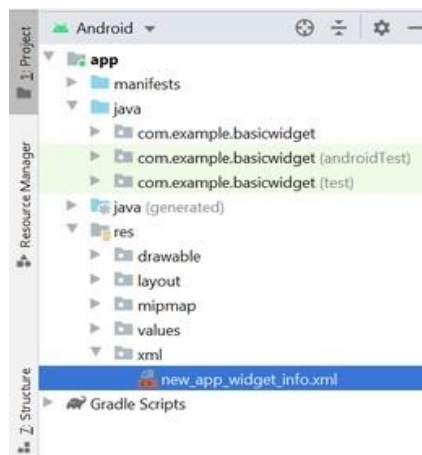 1: Project
Resource Manager
Z: Structure
Android
app
manifests
java
com.example.basicwidget
com.example.basicwidget (androidTest)
com.example.basicwidget (test)
java (generated)
res
drawable
layout
mipmap
values
xml
new_app_widget_info.xml
Gradle Scripts